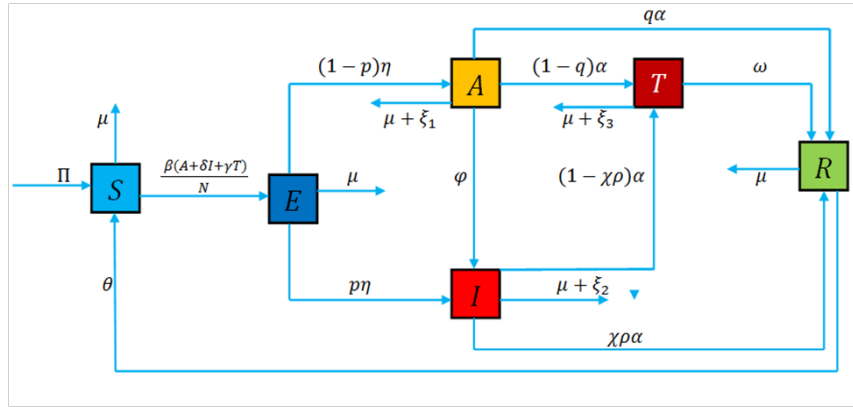 qα
(1 − p)η
A
(1 − q)α
T
ω
μ + ξ₁
μ + ξ₃
μ
Π
S
β(A+δI+γT)
N
E
μ
φ
(1 − χρ)α
μ
R
θ
pη
I
μ + ξ₂
χρα